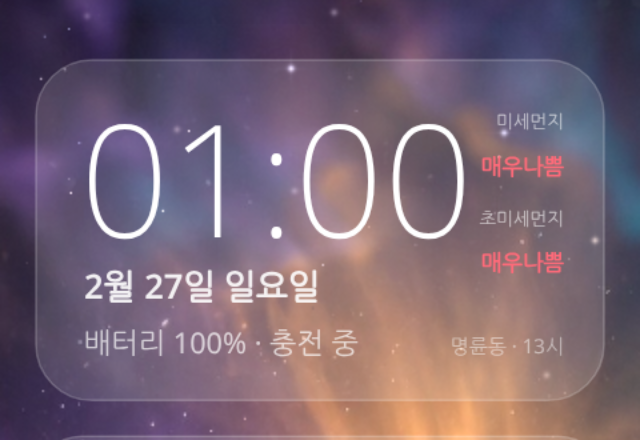 01:00
미세먼지
매우나쁨
초미세먼지
매우나쁨
2월 27일 일요일
배터리 100% · 충전 중
명륜동 · 13시